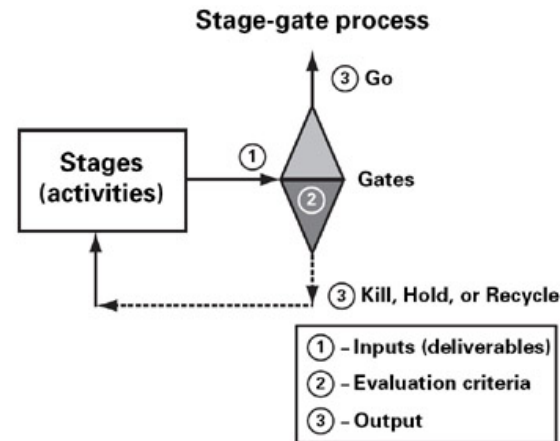 Stage-gate process
③ Go
Stages
(activities)
①
Gates
②
③ Kill, Hold, or Recycle
① – Inputs (deliverables)
② – Evaluation criteria
③ – Output